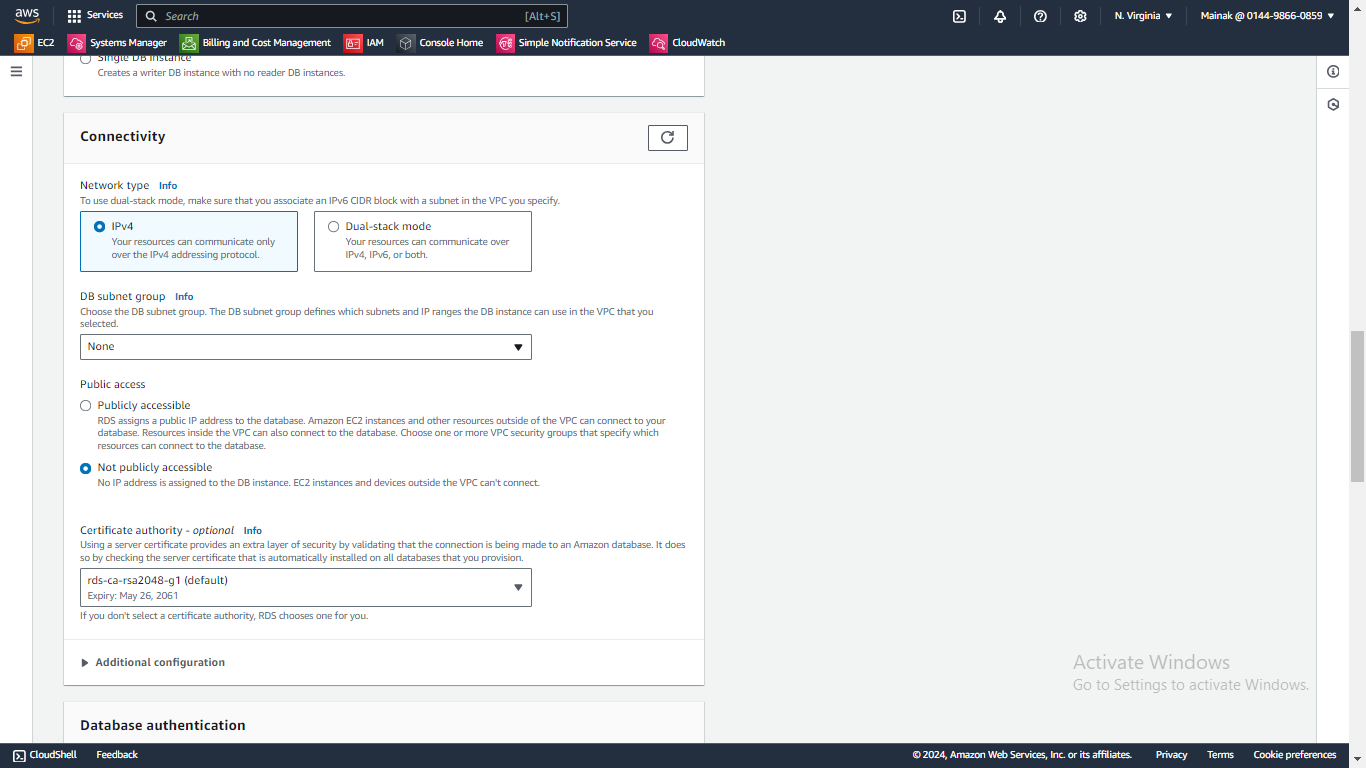 aws
Services
Search
[Alt+S]
N. Virginia
Mainak @ 0144-9866-0859
EC2
Systems Manager
Billing and Cost Management
IAM
Console Home
Simple Notification Service
CloudWatch
Single DB instance
Creates a writer DB instance with no reader DB instances.
Connectivity
Network type Info
To use dual-stack mode, make sure that you associate an IPv6 CIDR block with a subnet in the VPC you specify.
IPv4
Your resources can communicate only
over the IPv4 addressing protocol.
Dual-stack mode
Your resources can communicate over
IPv4, IPv6, or both.
DB subnet group Info
Choose the DB subnet group. The DB subnet group defines which subnets and IP ranges the DB instance can use in the VPC that you
selected.
None
Public access
Publicly accessible
RDS assigns a public IP address to the database. Amazon EC2 instances and other resources outside of the VPC can connect to your
database. Resources inside the VPC can also connect to the database. Choose one or more VPC security groups that specify which
resources can connect to the database.
Not publicly accessible
No IP address is assigned to the DB instance. EC2 instances and devices outside the VPC can't connect.
Certificate authority - optional Info
Using a server certificate provides an extra layer of security by validating that the connection is being made to an Amazon database. It does
so by checking the server certificate that is automatically installed on all databases that you provision.
rds-ca-rsa2048-g1 (default)
Expiry: May 26, 2061
If you don't select a certificate authority, RDS chooses one for you.
Additional configuration
Activate Windows
Go to Settings to activate Windows.
Database authentication
CloudShell
Feedback
© 2024, Amazon Web Services, Inc. or its affiliates.
Privacy
Terms
Cookie preferences